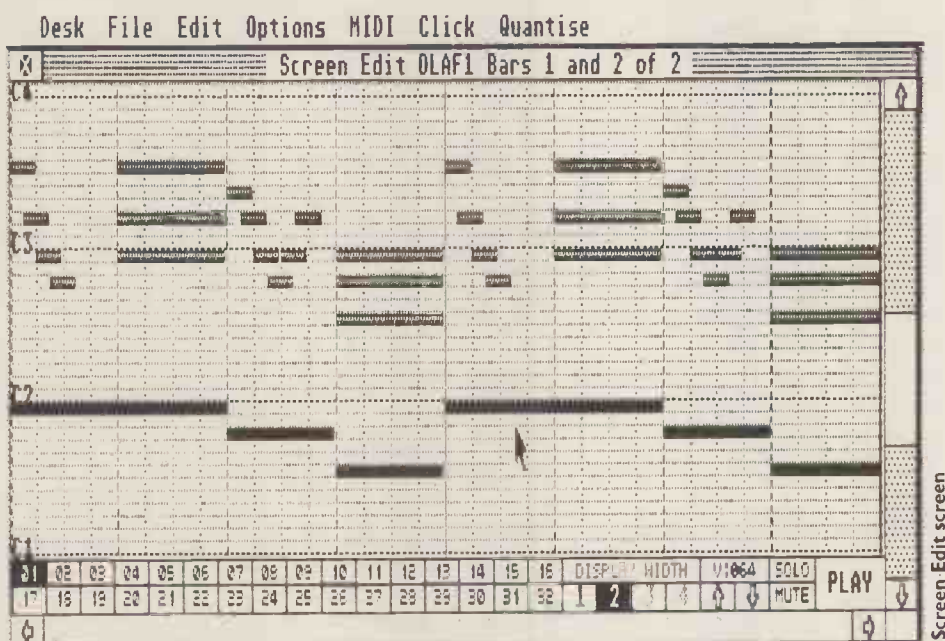 Desk File Edit Options MIDI Click Quantise
Screen Edit OLAF1 Bars 1 and 2 of 2
C4
C3
C2
C1
01 02 03 04 05 06 07 08 09 10 11 12 13 14 15 16 DISPLAY WIDTH V:064 SOLO
17 18 19 20 21 22 23 24 25 26 27 28 29 30 31 32 1 2 3 4 MUTE
PLAY
Screen Edit screen